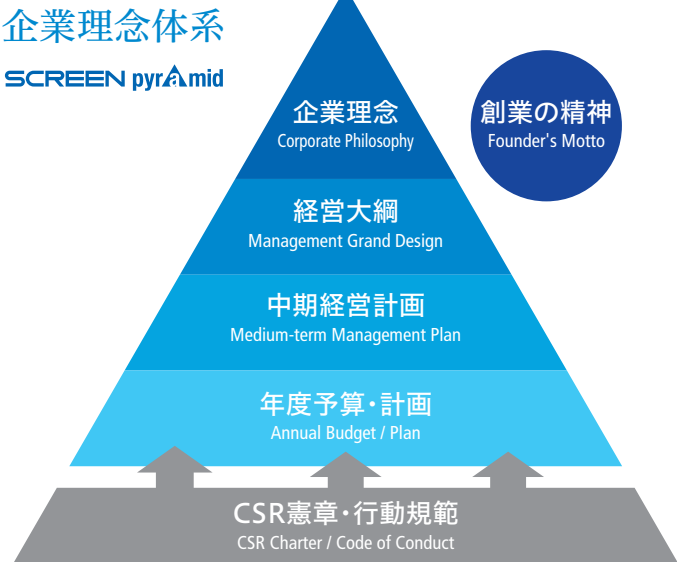 企業理念体系
SCREEN pyramid
企業理念
Corporate Philosophy
創業の精神
Founder's Motto
経営大綱
Management Grand Design
中期経営計画
Medium-term Management Plan
年度予算・計画
Annual Budget / Plan
CSR憲章・行動規範
CSR Charter / Code of Conduct